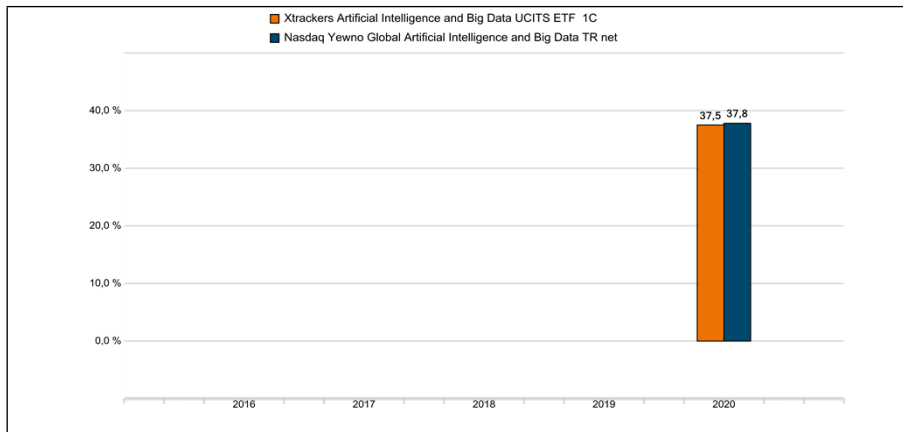 Xtrackers Artificial Intelligence and Big Data UCITS ETF 1C
Nasdaq Yewno Global Artificial Intelligence and Big Data TR net
40,0 %
30,0 %
20,0 %
10,0 %
0,0 %
37,5 37,8
2016 2017 2018 2019 2020